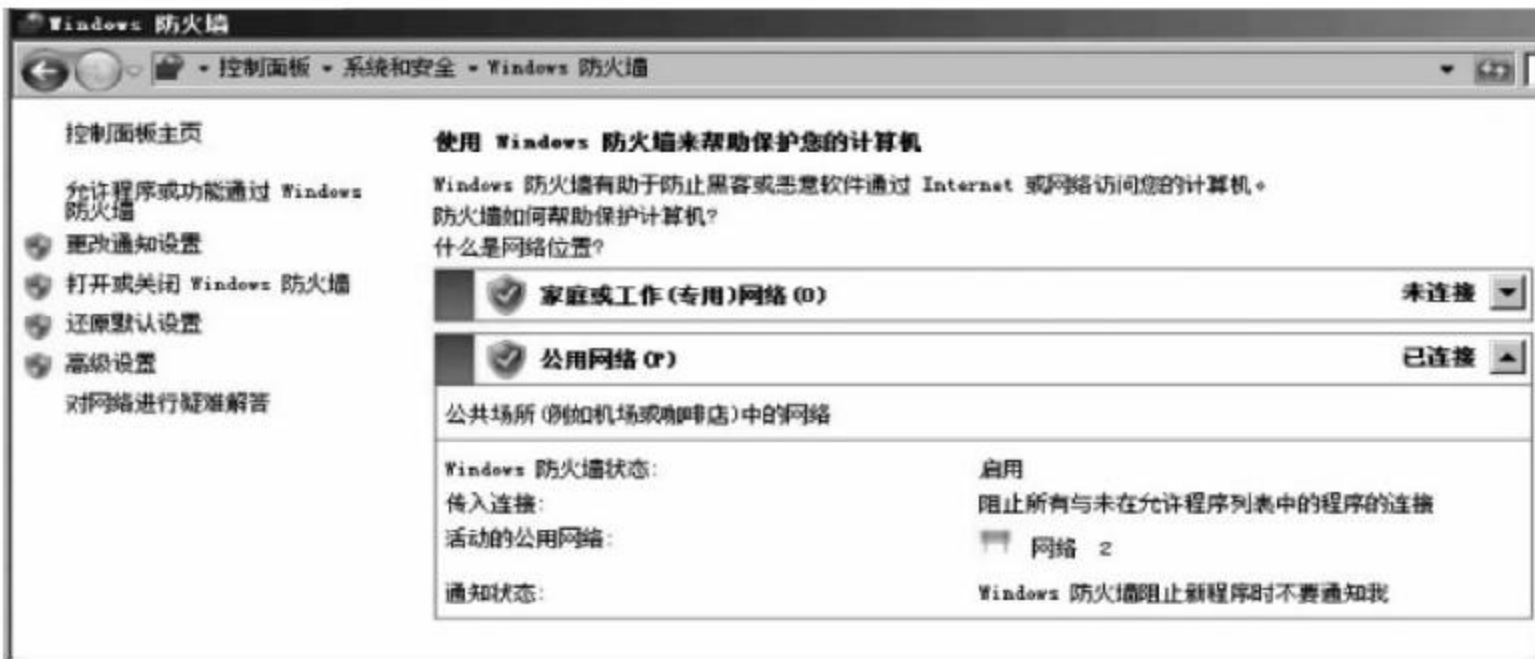 Windows 防火墙
控制面板 系统和安全 Windows 防火墙
控制面板主页
允许程序或功能通过 Windows
防火墙
更改通知设置
打开或关闭 Windows 防火墙
还原默认设置
高级设置
对网络进行疑难解答
使用 Windows 防火墙来帮助保护您的计算机
Windows 防火墙有助于防止黑客或恶意软件通过 Internet 或网络访问您的计算机。
防火墙如何帮助保护计算机?
什么是网络位置?
家庭或工作(专用)网络(O) 未连接
公用网络(P) 已连接
公共场所(例如机场或咖啡店)中的网络
Windows 防火墙状态: 启用
传入连接: 阻止所有与未在允许程序列表中的程序的连接
活动的公用网络: 网络 2
通知状态: Windows 防火墙阻止新程序时不要通知我